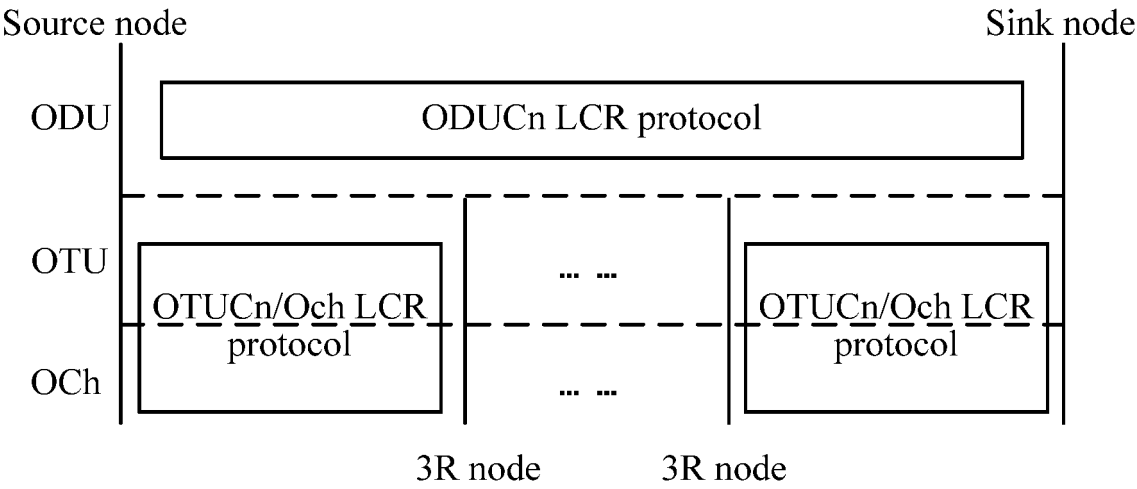 Source node
Sink node
ODU
ODUCn LCR protocol
OTU
... ...
OTUCn/Och LCR
protocol
OTUCn/Och LCR
protocol
OCh
... ...
3R node
3R node